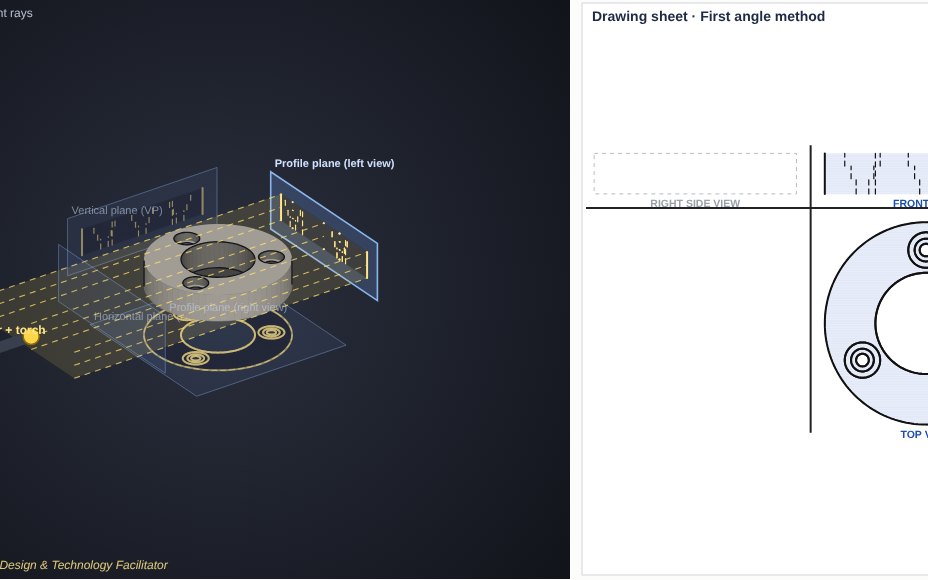 nt rays
Drawing sheet · First angle method
Profile plane (left view)
Vertical plane (VP)
RIGHT SIDE VIEW
FRONT
Profile plane (right view)
Horizontal plane
r + torch
TOP V
Design & Technology Facilitator